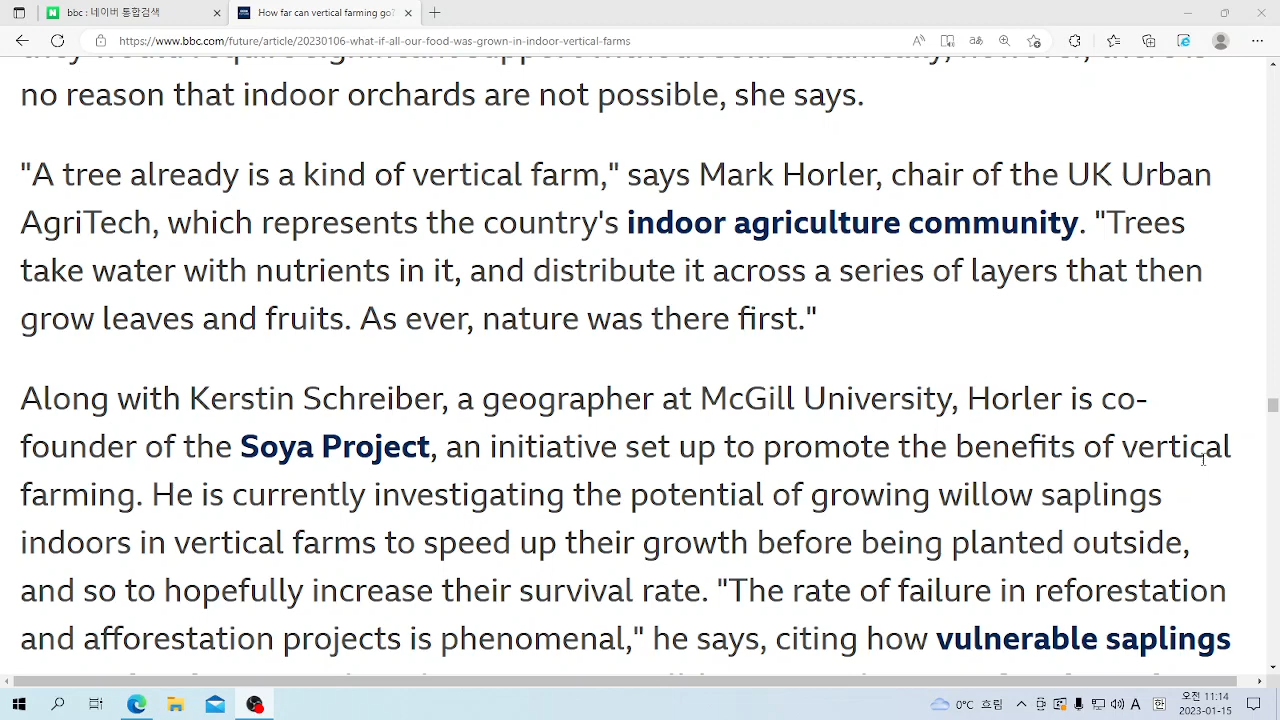 bbc : 네이버 통합검색
How far can vertical farming go?
https://www.bbc.com/future/article/20230106-what-if-all-our-food-was-grown-in-indoor-vertical-farms
no reason that indoor orchards are not possible, she says.
"A tree already is a kind of vertical farm," says Mark Horler, chair of the UK Urban
AgriTech, which represents the country's indoor agriculture community. "Trees
take water with nutrients in it, and distribute it across a series of layers that then
grow leaves and fruits. As ever, nature was there first."
Along with Kerstin Schreiber, a geographer at McGill University, Horler is co-
founder of the Soya Project, an initiative set up to promote the benefits of vertical
farming. He is currently investigating the potential of growing willow saplings
indoors in vertical farms to speed up their growth before being planted outside,
and so to hopefully increase their survival rate. "The rate of failure in reforestation
and afforestation projects is phenomenal," he says, citing how vulnerable saplings
0°C 흐림
A
오전 11:14
2023-01-15